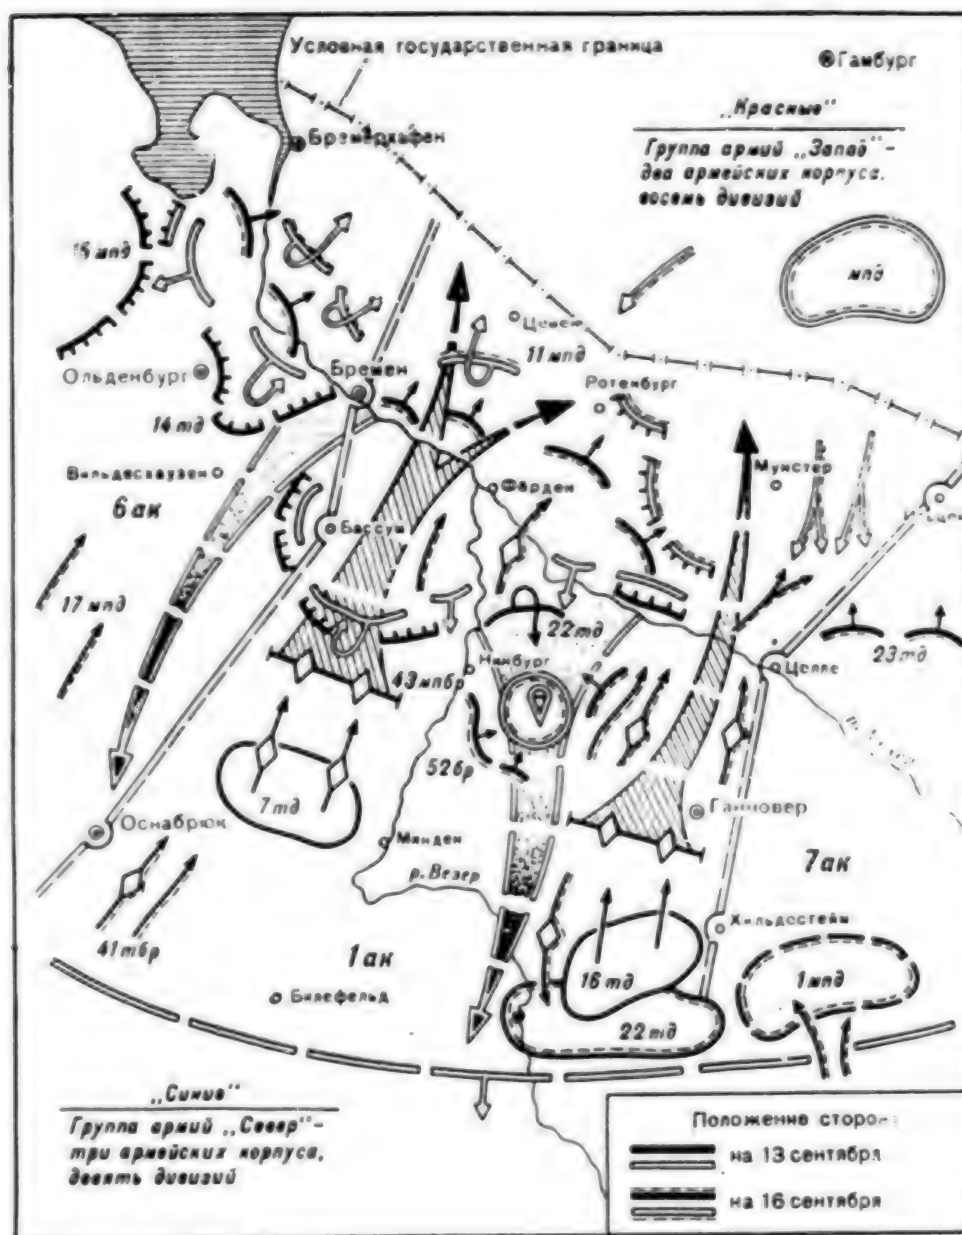 Условная государственная граница
Гамбург
„Красные"
Группа армий „Запад"-
два армейских корпуса,
восемь дивизий
Бремерхафен
15 мпд
мпд
Целен
11 мпд
Ольденбург
Бремен
Ротенбург
14 тд
Вильдесхаузен
Мунстер
6 ак
Фёрден
Бассум
17 мпд
22 тд
23 тд
Целле
43 мпбр
Нинбург
52 бр
7 тд
Ганновер
Оснабрюк
Минден
7 ак
р. Везер
Хильдесгейм
41 тбр
1 ак
16 тд
1 мпд
Билефельд
22 тд
„Синие"
Группа армий „Север"-
три армейских корпуса,
девять дивизий
Положение сторон:
на 13 сентября
на 16 сентября